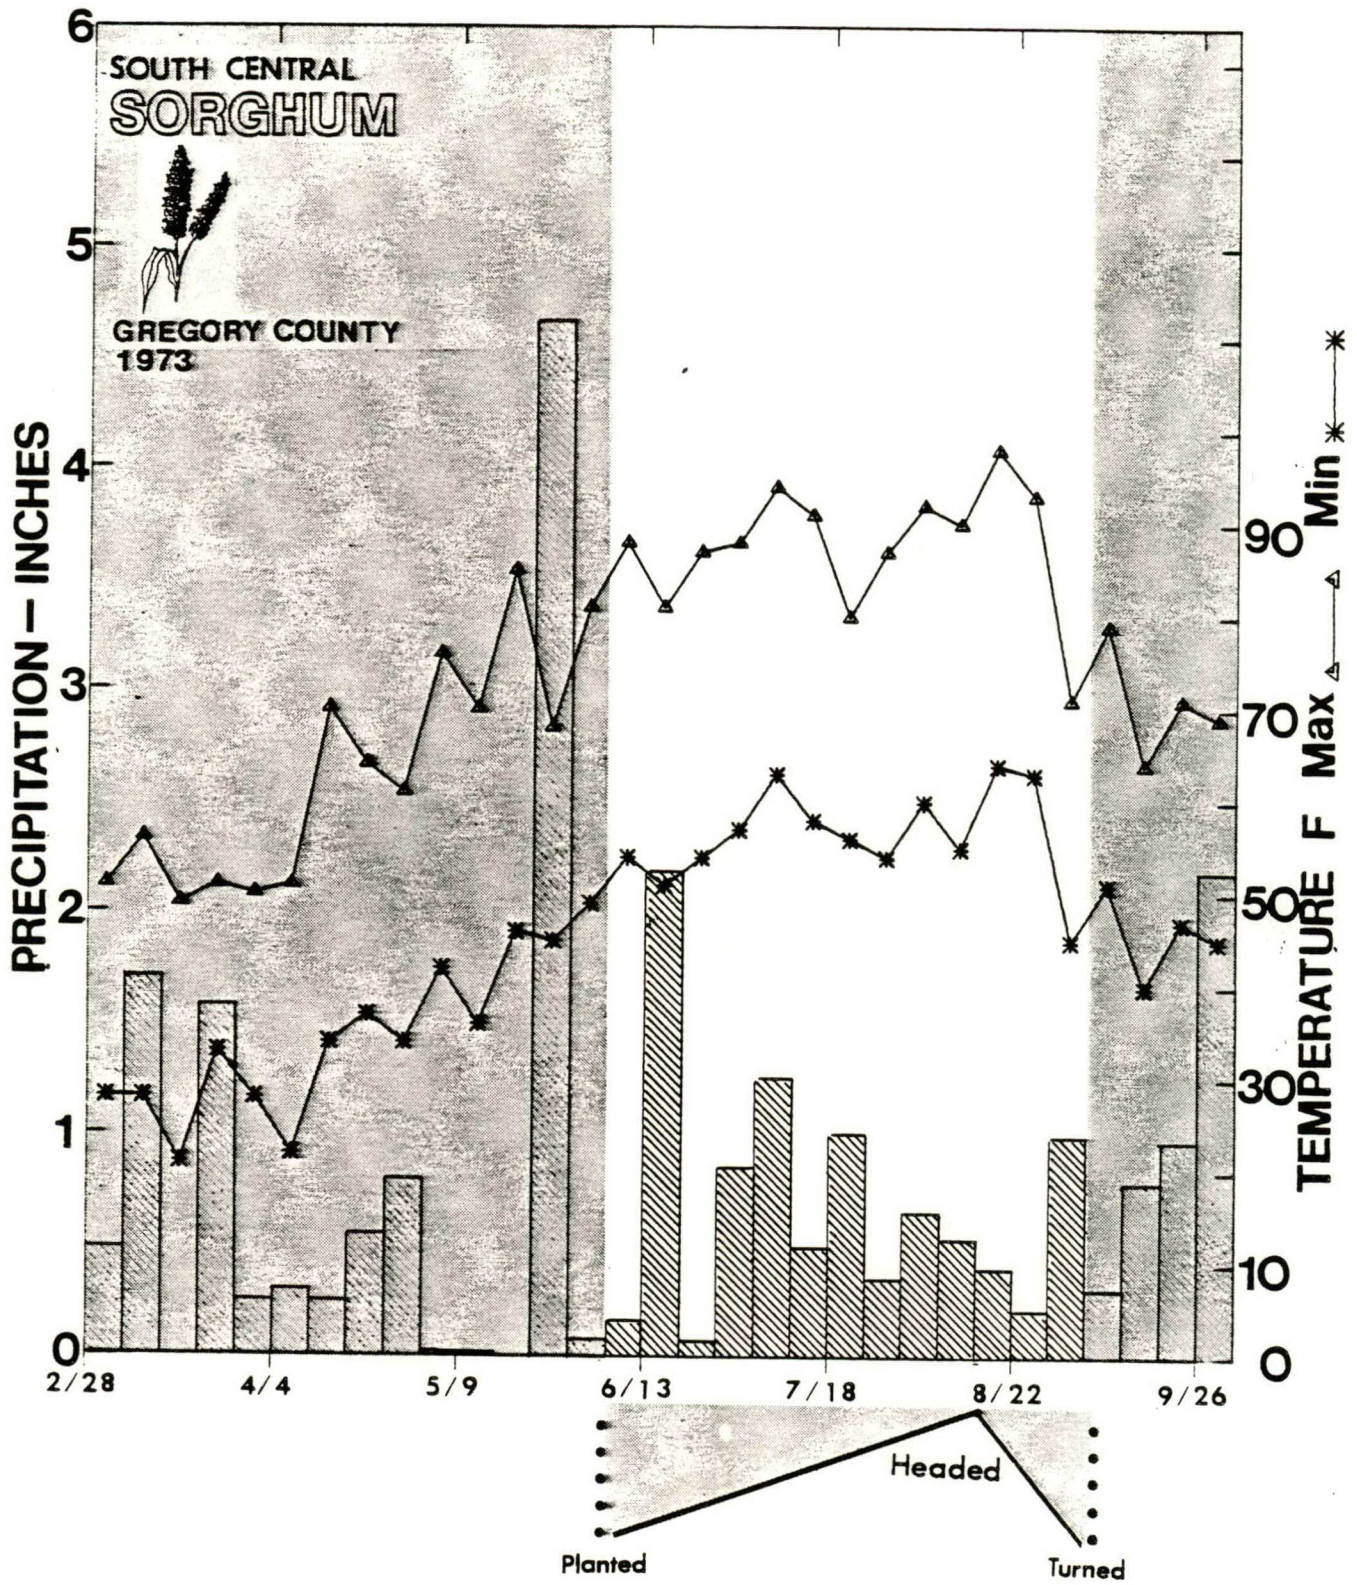 SOUTH CENTRAL
SORGHUM
GREGORY COUNTY
1973
PRECIPITATION — INCHES
6
5
4
3
2
1
0
2/28
4/4
5/9
6/13
7/18
8/22
9/26
90
70
50
30
10
0
TEMPERATURE F Max Min
Headed
Planted
Turned